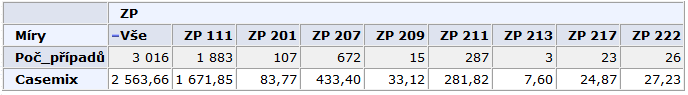 ZP
Míry −Vše ZP 111 ZP 201 ZP 207 ZP 209 ZP 211 ZP 213 ZP 217 ZP 222
Poč_případů 3 016 1 883 107 672 15 287 3 23 26
Casemix 2 563,66 1 671,85 83,77 433,40 33,12 281,82 7,60 24,87 27,23